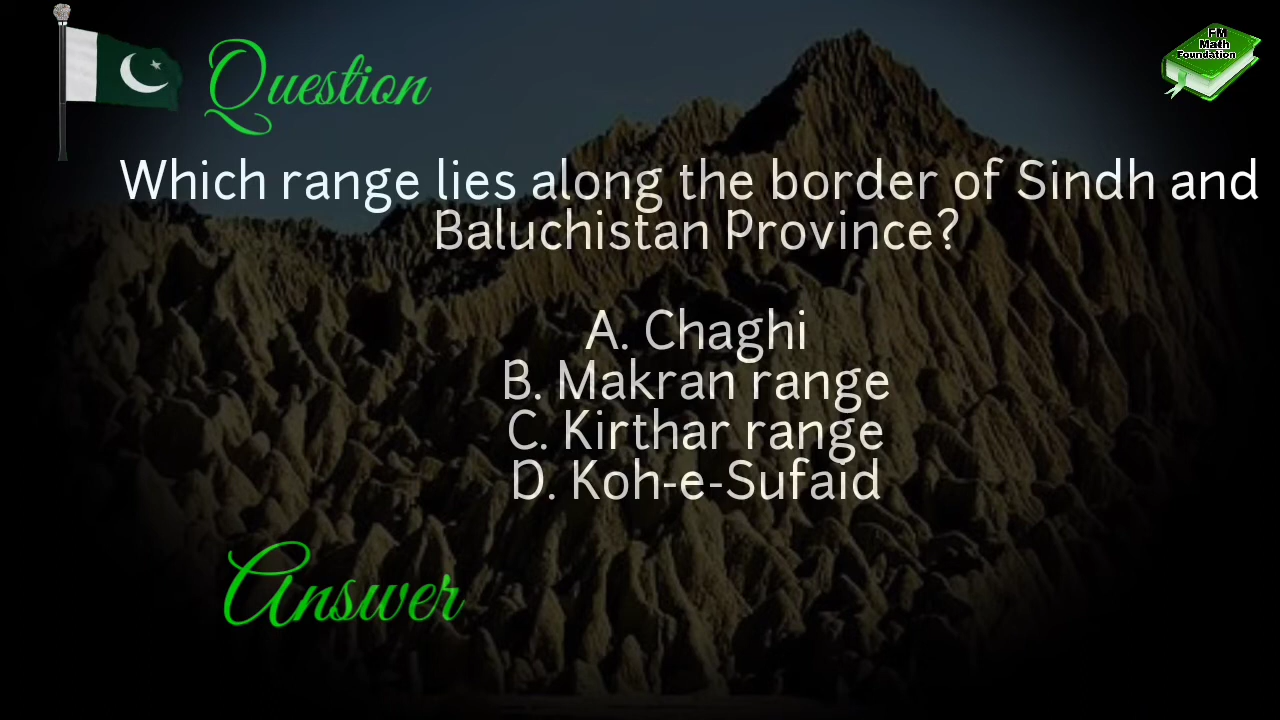 Question
FM
Math
Foundation
Which range lies along the border of Sindh and
Baluchistan Province?
A. Chaghi
B. Makran range
C. Kirthar range
D. Koh-e-Sufaid
Answer